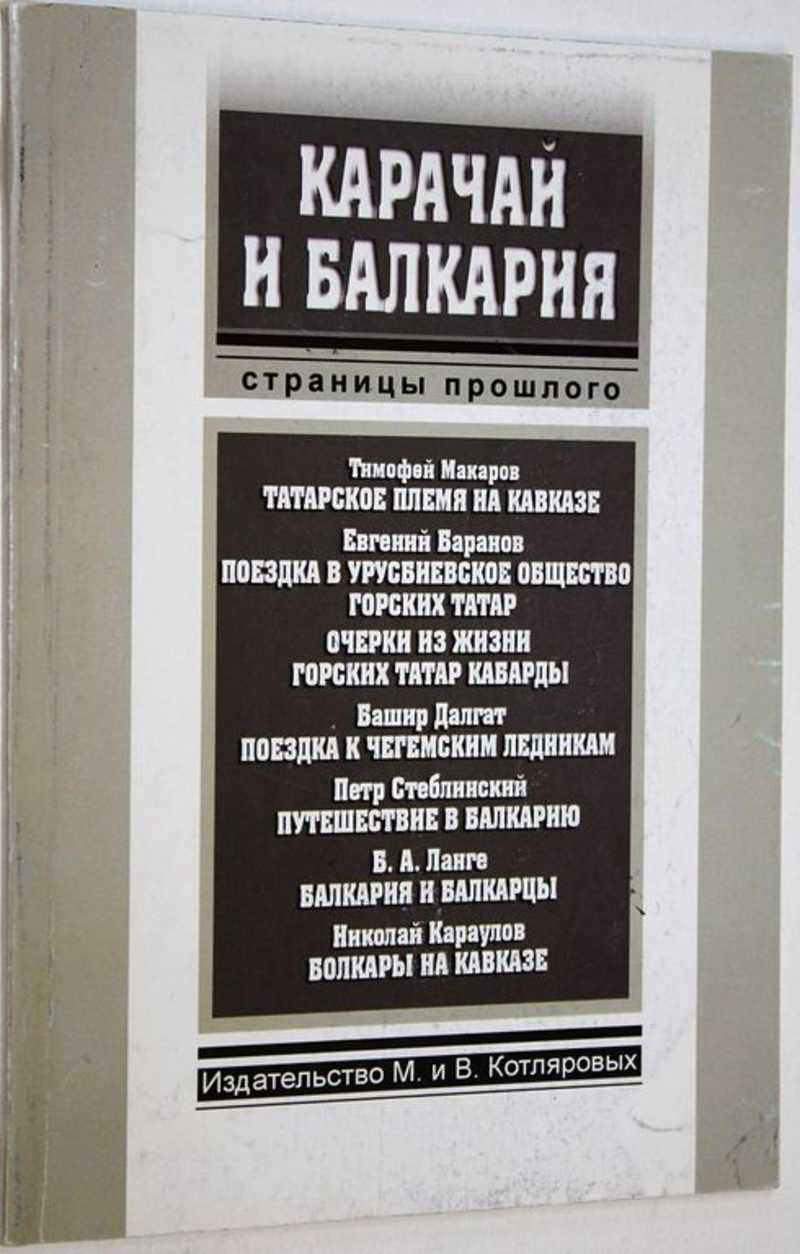 КАРАЧАЙ
И БАЛКАРИЯ
страницы прошлого
Тимофей Макаров
ТАТАРСКОЕ ПЛЕМЯ НА КАВКАЗЕ
Евгений Баранов
ПОЕЗДКА В УРУСБИЕВСКОЕ ОБЩЕСТВО
ГОРСКИХ ТАТАР
ОЧЕРКИ ИЗ ЖИЗНИ
ГОРСКИХ ТАТАР КАБАРДЫ
Башир Далгат
ПОЕЗДКА К ЧЕГЕМСКИМ ЛЕДНИКАМ
Петр Стеблинский
ПУТЕШЕСТВИЕ В БАЛКАРИЮ
Б. А. Ланге
БАЛКАРИЯ И БАЛКАРЦЫ
Николай Караулов
БОЛКАРЫ НА КАВКАЗЕ
Издательство М. и В. Котляровых